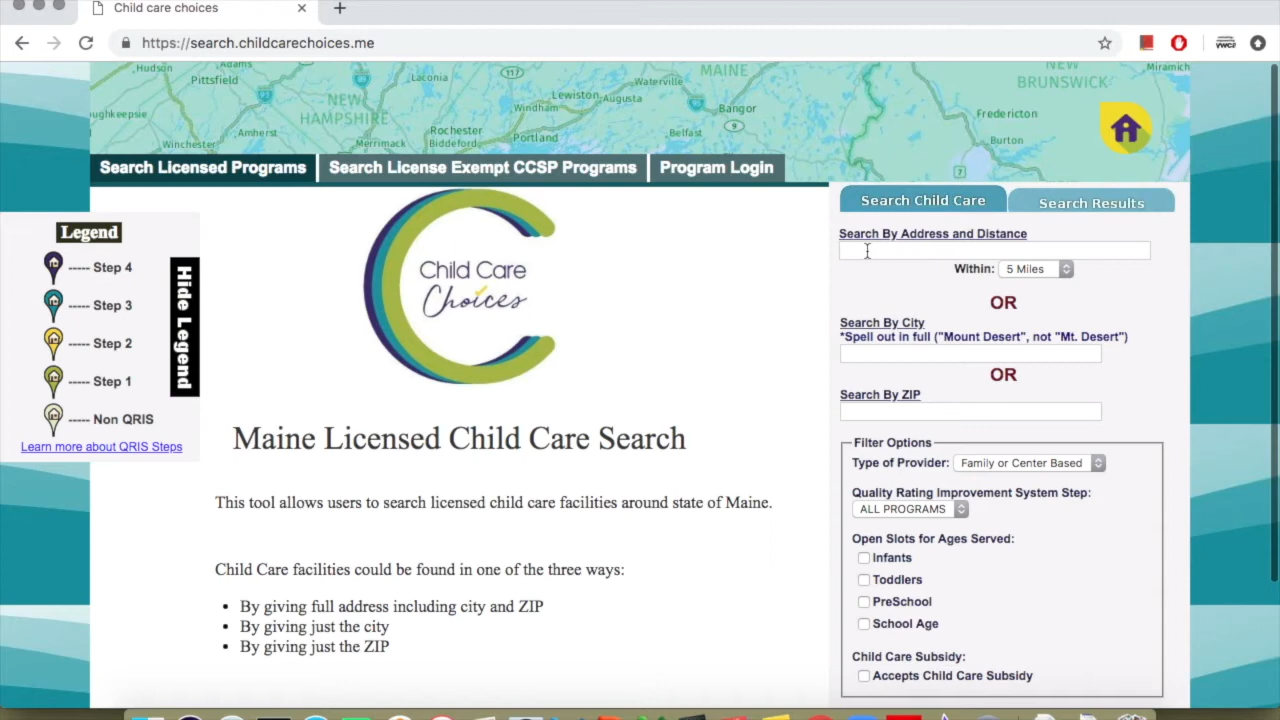 Child care choices
https://search.childcarechoices.me
Hudson
Adams
Pittsfield
Laconia
117
Waterville
MAINE
NEW
BRUNSWICK
Miramich
Lewiston
Augusta
NEW
HAMPSHIRE
Windham
Bangor
Fredericton
ughkeepsie
Amherst
Rochester
Portland
Belfast
9
Burton
Winchester
Merrimack
Biddeford
7
Search Licensed Programs
Search License Exempt CCSP Programs
Program Login
Search Child Care
Search Results
Legend
Step 4
Step 3
Step 2
Step 1
Non QRIS
Learn more about QRIS Steps
Hide Legend
Child Care
Choices
Maine Licensed Child Care Search
This tool allows users to search licensed child care facilities around state of Maine.
Child Care facilities could be found in one of the three ways:
• By giving full address including city and ZIP
• By giving just the city
• By giving just the ZIP
Search By Address and Distance
Within: 5 Miles
OR
Search By City
*Spell out in full ("Mount Desert", not "Mt. Desert")
OR
Search By ZIP
Filter Options
Type of Provider: Family or Center Based
Quality Rating Improvement System Step:
ALL PROGRAMS
Open Slots for Ages Served:
Infants
Toddlers
PreSchool
School Age
Child Care Subsidy:
Accepts Child Care Subsidy